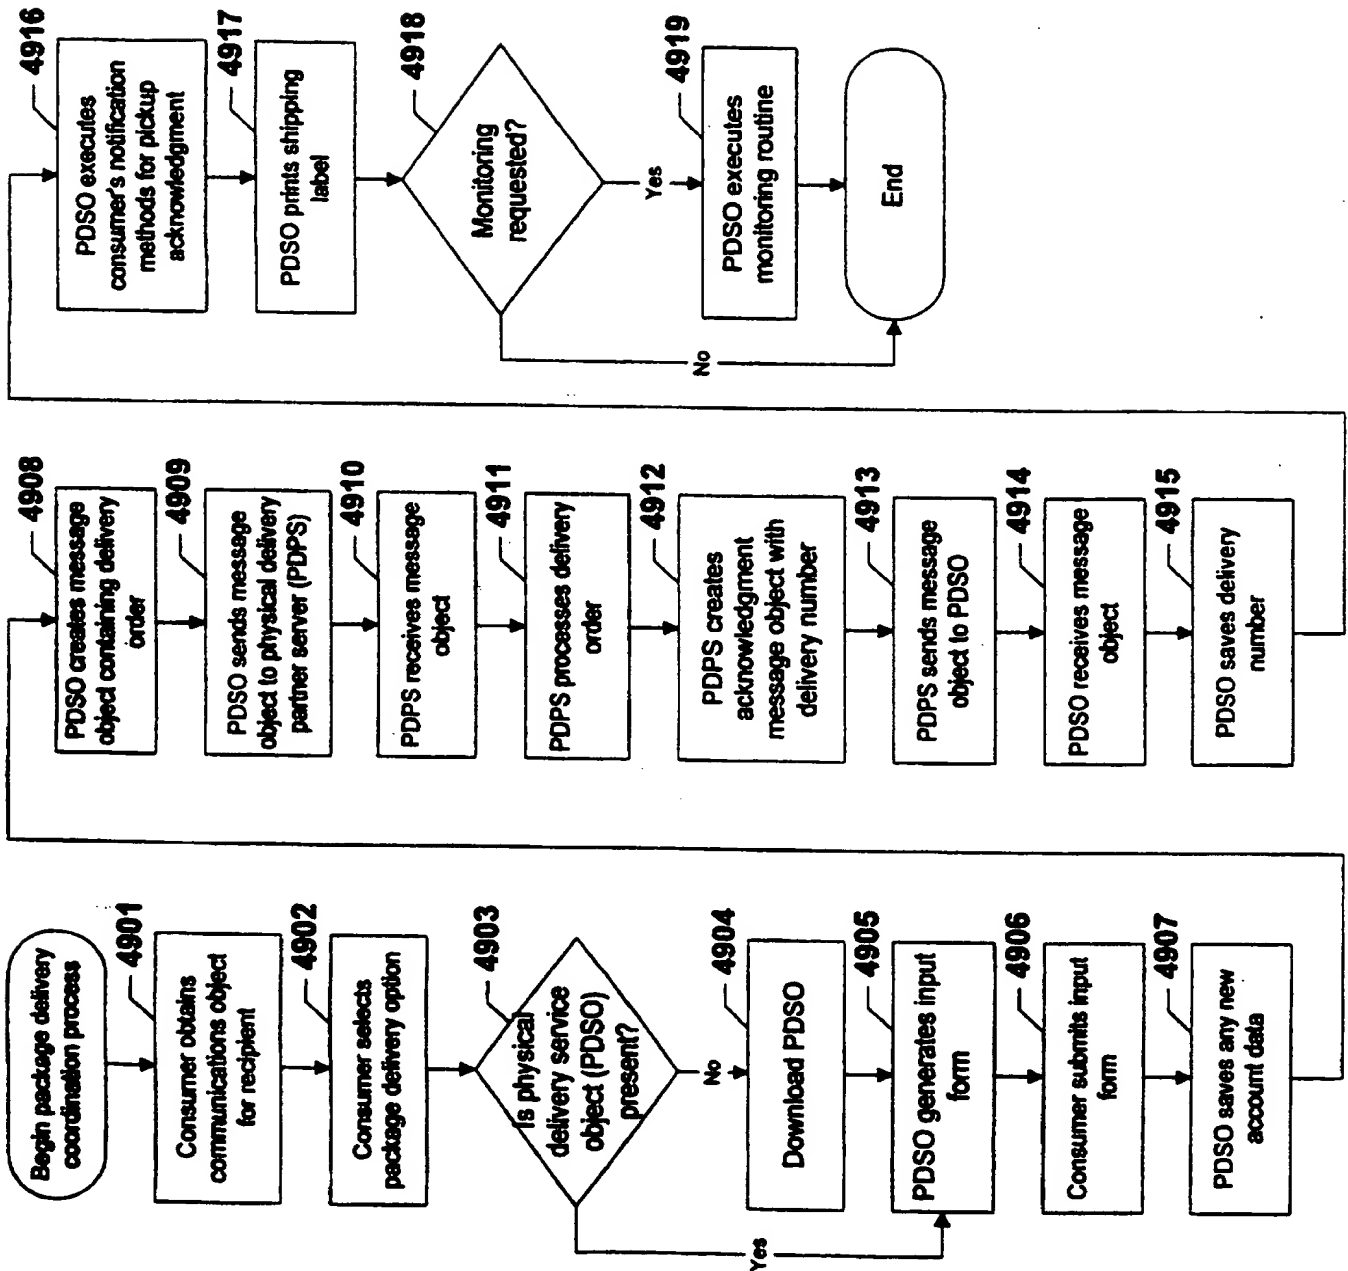 Begin package delivery
coordination process
4901
Consumer obtains
communications object
for recipient
4902
Consumer selects
package delivery option
4903
Is physical
delivery service
object (PDSO)
present?
No
Yes
4904
Download PDSO
4905
PDSO generates input
form
4906
Consumer submits input
form
4907
PDSO saves any new
account data
4908
PDSO creates message
object containing delivery
order
4909
PDSO sends message
object to physical delivery
partner server (PDPS)
4910
PDPS receives message
object
4911
PDPS processes delivery
order
4912
PDPS creates
acknowledgment
message object with
delivery number
4913
PDPS sends message
object to PDSO
4914
PDSO receives message
object
4915
PDSO saves delivery
number
4916
PDSO executes
consumer's notification
methods for pickup
acknowledgment
4917
PDSO prints shipping
label
4918
Monitoring
requested?
Yes
No
4919
PDSO executes
monitoring routine
End